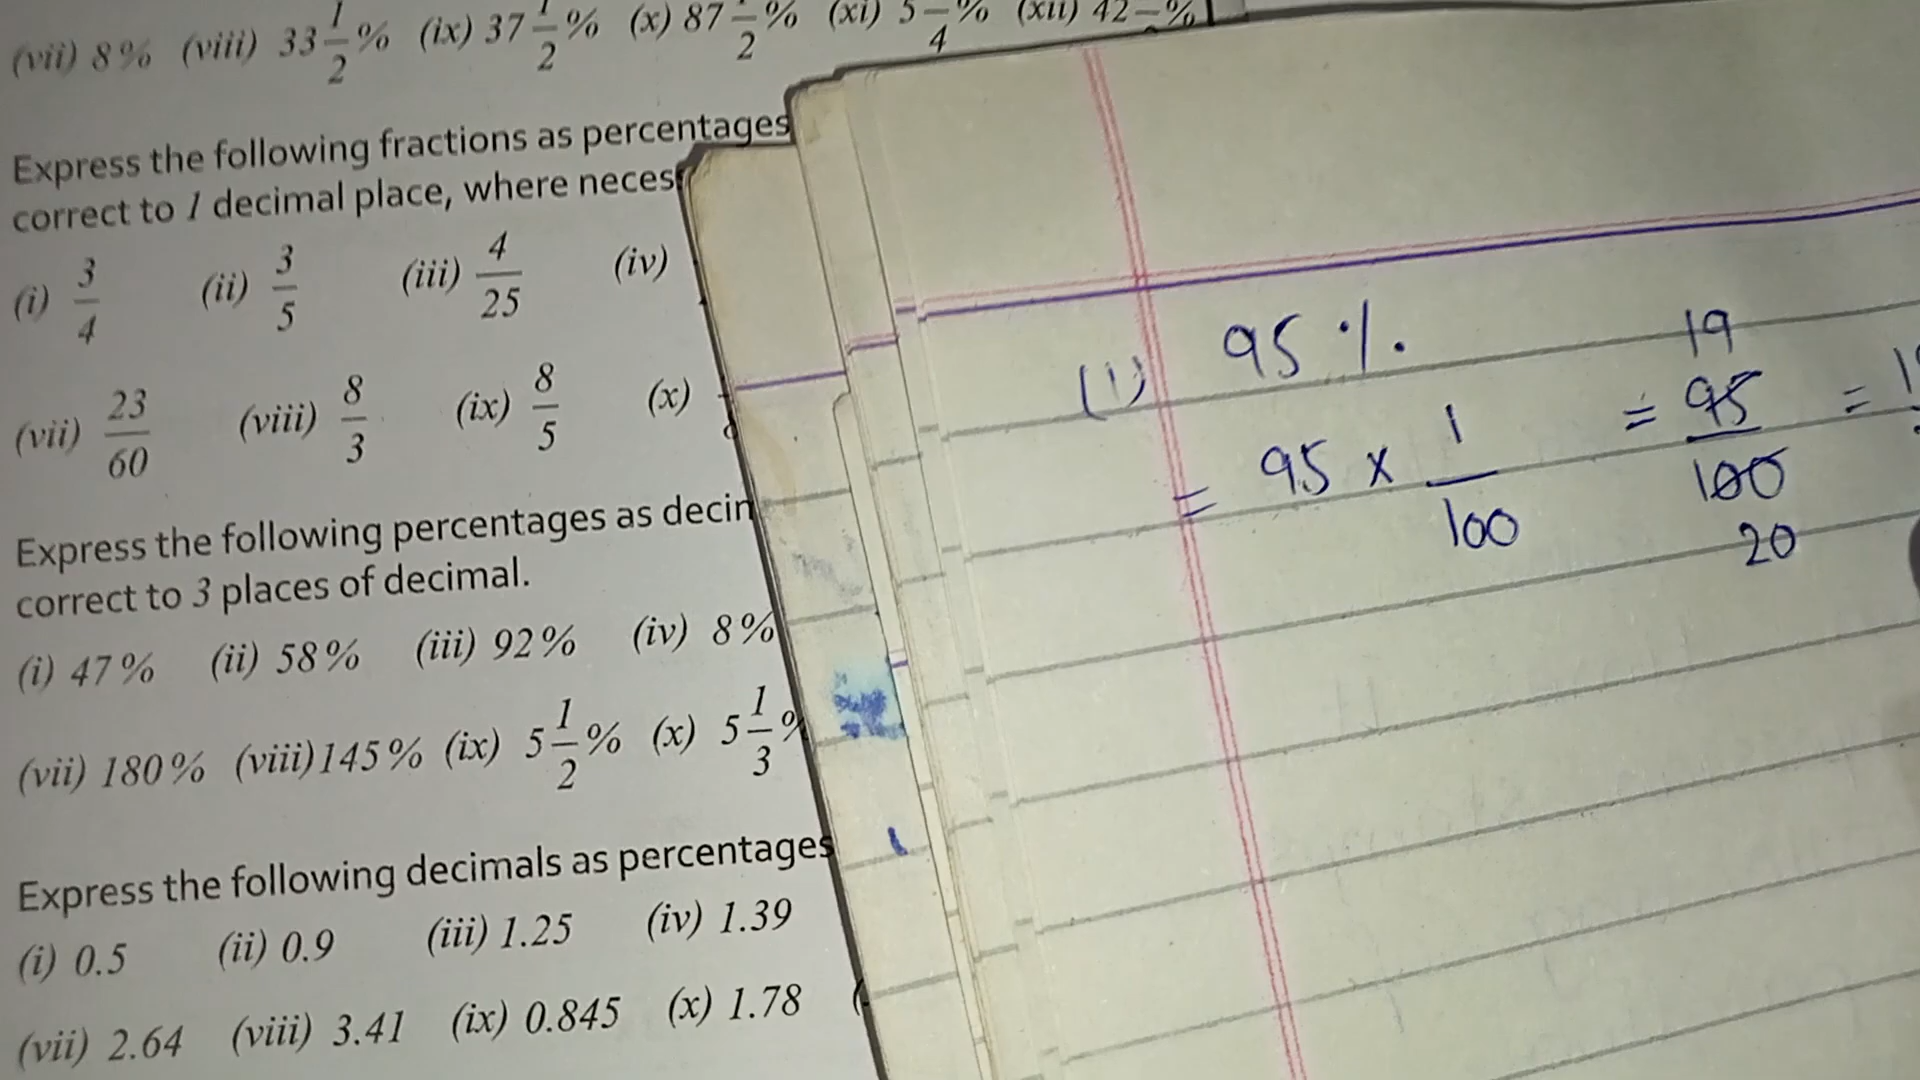 (vii) 8% (viii) 33 1/2 % (ix) 37 1/2 % (x) 87 1/2 % (xi) 5 –/4 % (xii) 42 – %
Express the following fractions as percentages
correct to 1 decimal place, where
(i) 3/4 (ii) 3/5 (iii) 4/25 (iv)
(vii) 23/60 (viii) 8/3 (ix) 8/5 (x)
Express the following percentages as
correct to 3 places of decimal.
(i) 47% (ii) 58% (iii) 92% (iv) 8%
(vii) 180% (viii) 145% (ix) 5 1/2 % (x) 5 1/3 %
Express the following decimals as percentages
(i) 0.5 (ii) 0.9 (iii) 1.25 (iv) 1.39
(vii) 2.64 (viii) 3.41 (ix) 0.845 (x) 1.78
(1) 95 %
= 95 × 1/100 = 95/100 =
19
20